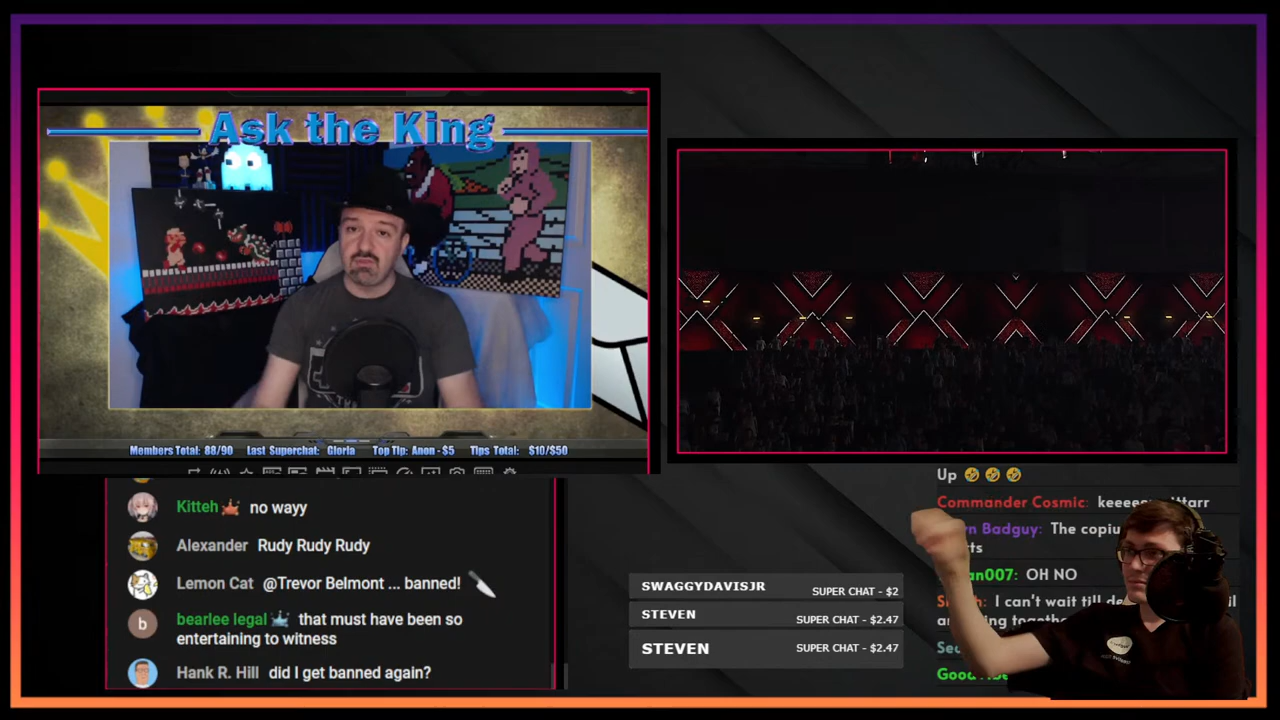 Ask the King
Members Total: 88/90 Last Superchat: Gloria Top Tip: Anon - $5 Tips Total: $10/$50
Kitteh no wayy
Alexander Rudy Rudy Rudy
Lemon Cat @Trevor Belmont ... banned!
b bearlee legal that must have been so
entertaining to witness
Hank R. Hill did I get banned again?
SWAGGYDAVISJR SUPER CHAT - $2
STEVEN SUPER CHAT - $2.47
STEVEN SUPER CHAT - $2.47
Up 🤣 🤣 🤣
Commander Cosmic:
Badguy: The
OH NO
I can't wait till